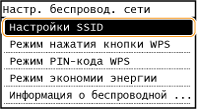 Настр. беспровод. сети
Настройки SSID
Режим нажатия кнопки WPS
Режим PIN-кода WPS
Режим экономии энергии
Информация о беспроводной ...